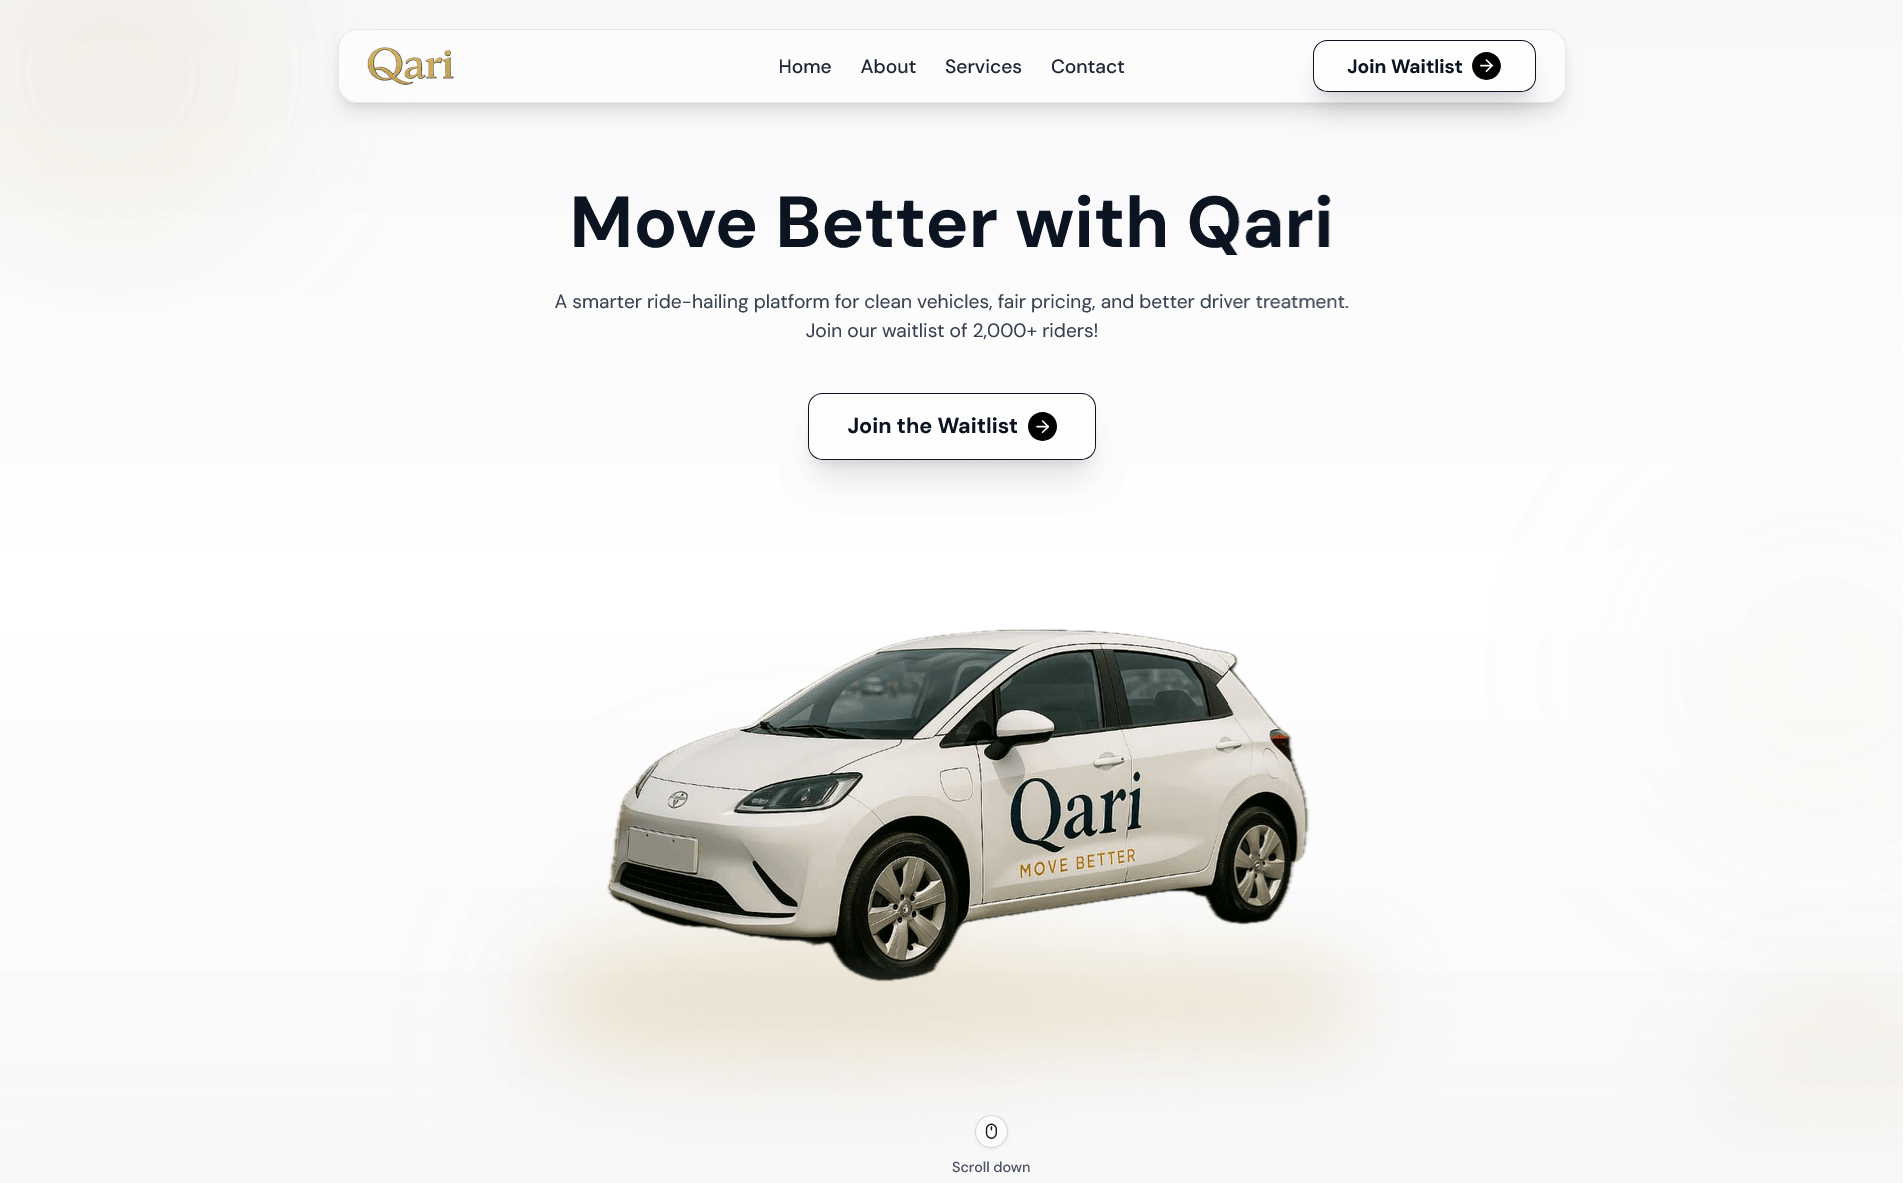 Qari
Home
About
Services
Contact
Join Waitlist
Move Better with Qari
A smarter ride-hailing platform for clean vehicles, fair pricing, and better driver treatment.
Join our waitlist of 2,000+ riders!
Join the Waitlist
Qari
MOVE BETTER
Scroll down